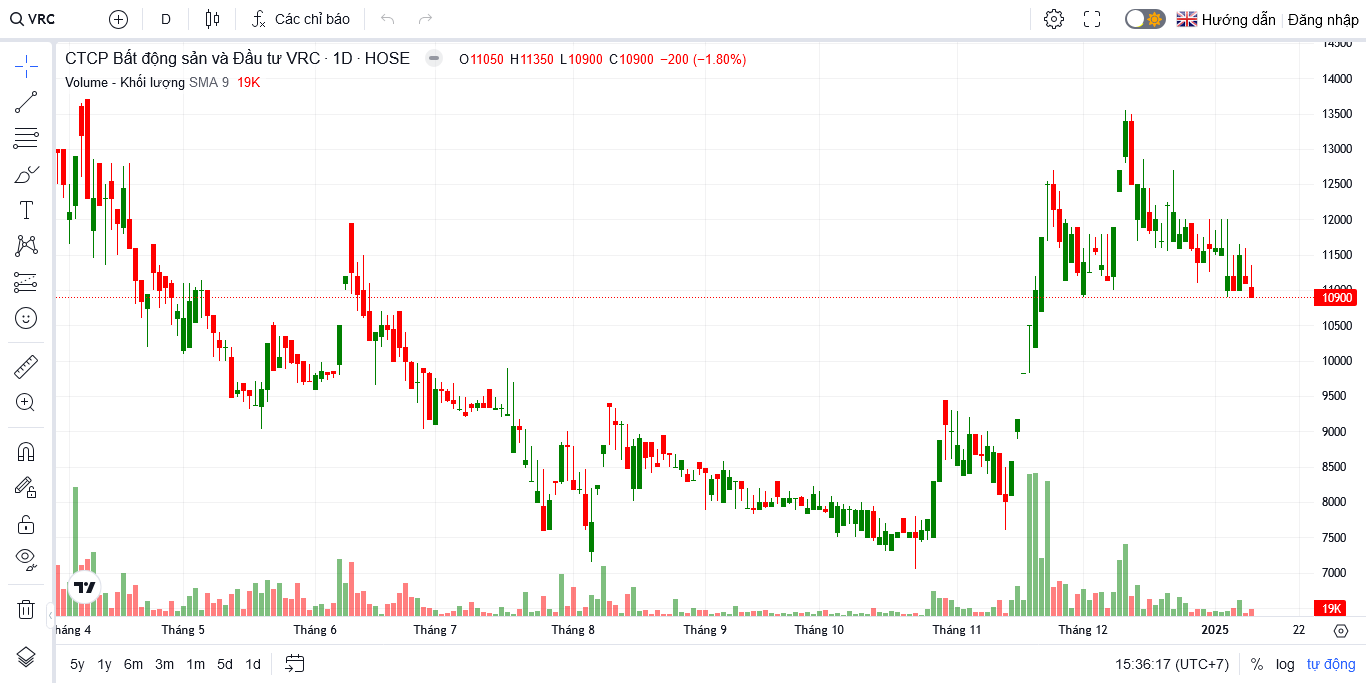 VRC D Các chỉ báo Hướng dẫn Đăng nhập
CTCP Bất động sản và Đầu tư VRC · 1D · HOSE O11050 H11350 L10900 C10900 −200 (−1.80%)
Volume - Khối lượng SMA 9 19K
14500
14000
13500
13000
12500
12000
11500
11000
10900
10500
10000
9500
9000
8500
8000
7500
7000
19K
háng 4 Tháng 5 Tháng 6 Tháng 7 Tháng 8 Tháng 9 Tháng 10 Tháng 11 Tháng 12 2025 22
5y 1y 6m 3m 1m 5d 1d 15:36:17 (UTC+7) % log tự động